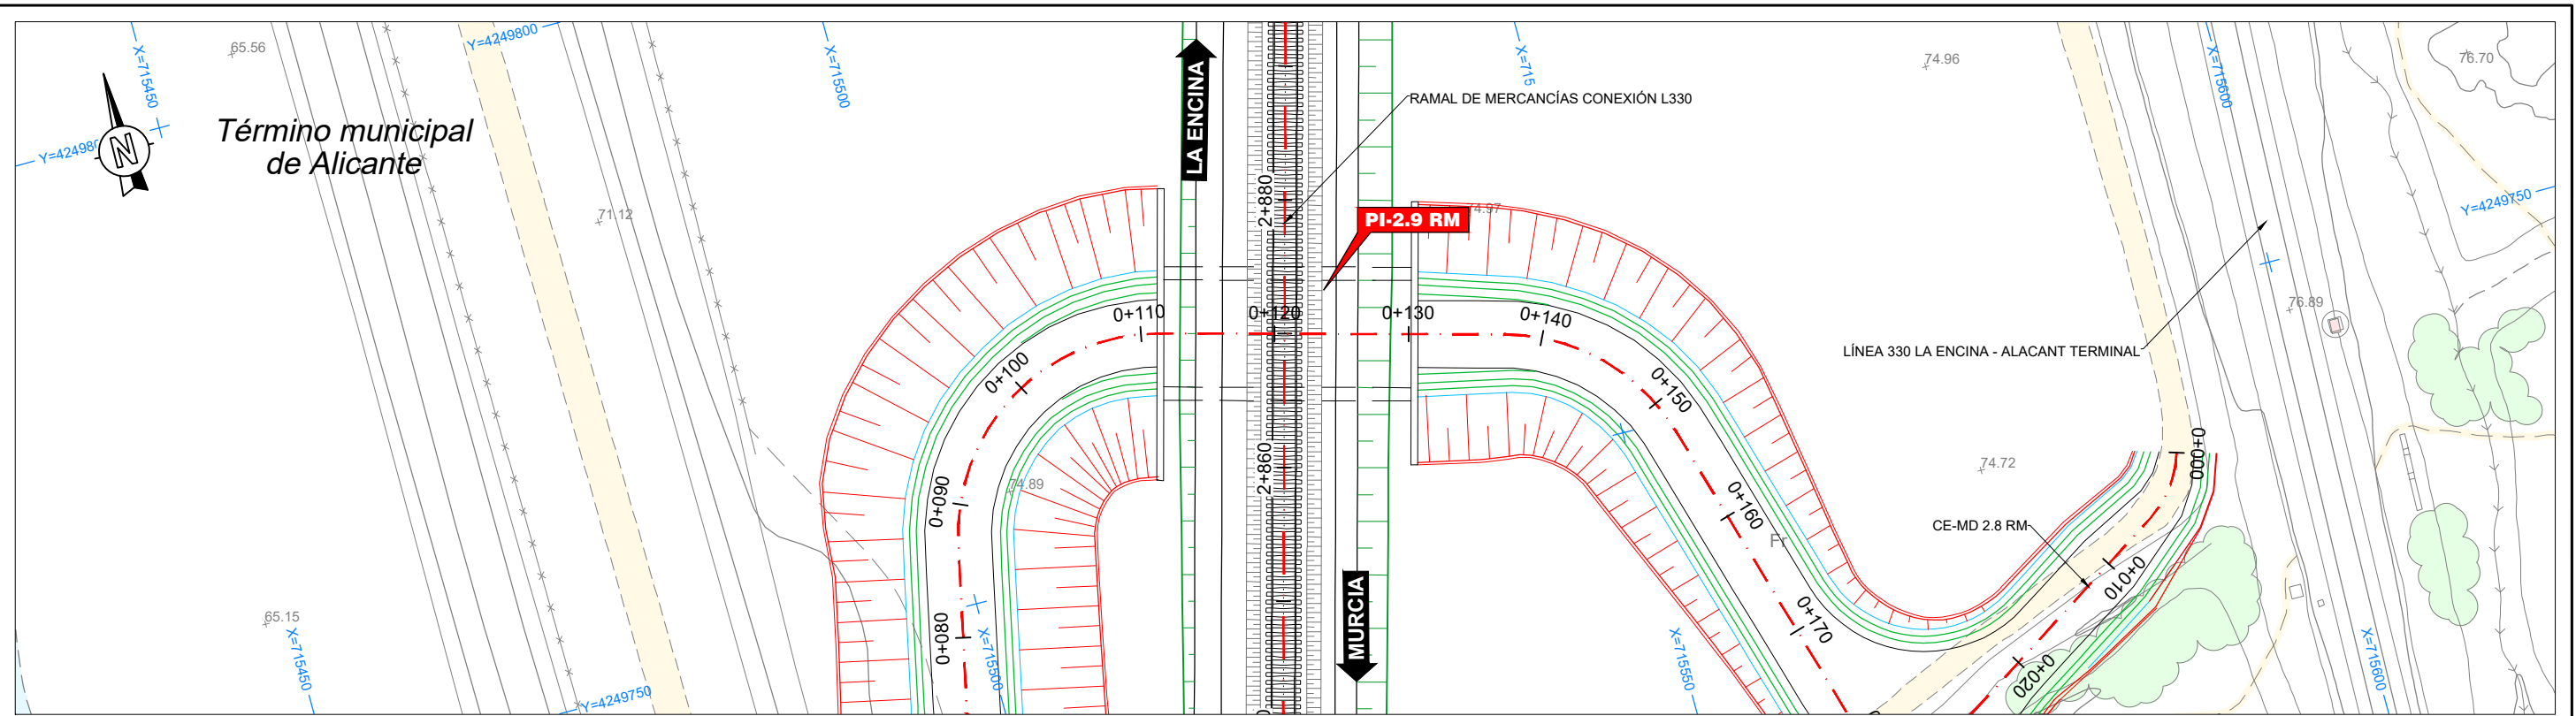 X=715450
65.56
Y=4249800
X=715500
LA ENCINA
X=715
74.96
X=715600
76.70
RAMAL DE MERCANCÍAS CONEXIÓN L330
Término municipal
de Alicante
N
71.12
2+880
PI-2.9 RM
74.97
Y=4249750
0+110
0+120
0+130
0+140
76.89
LÍNEA 330 LA ENCINA - ALACANT TERMINAL
0+100
0+150
2+860
74.89
74.72
0+000
0+090
0+160
CE-MD 2.8 RM
Fr
0+010
65.15
0+080
MURCIA
0+170
X=715450
Y=4249750
X=715500
X=715550
0+020
X=715600